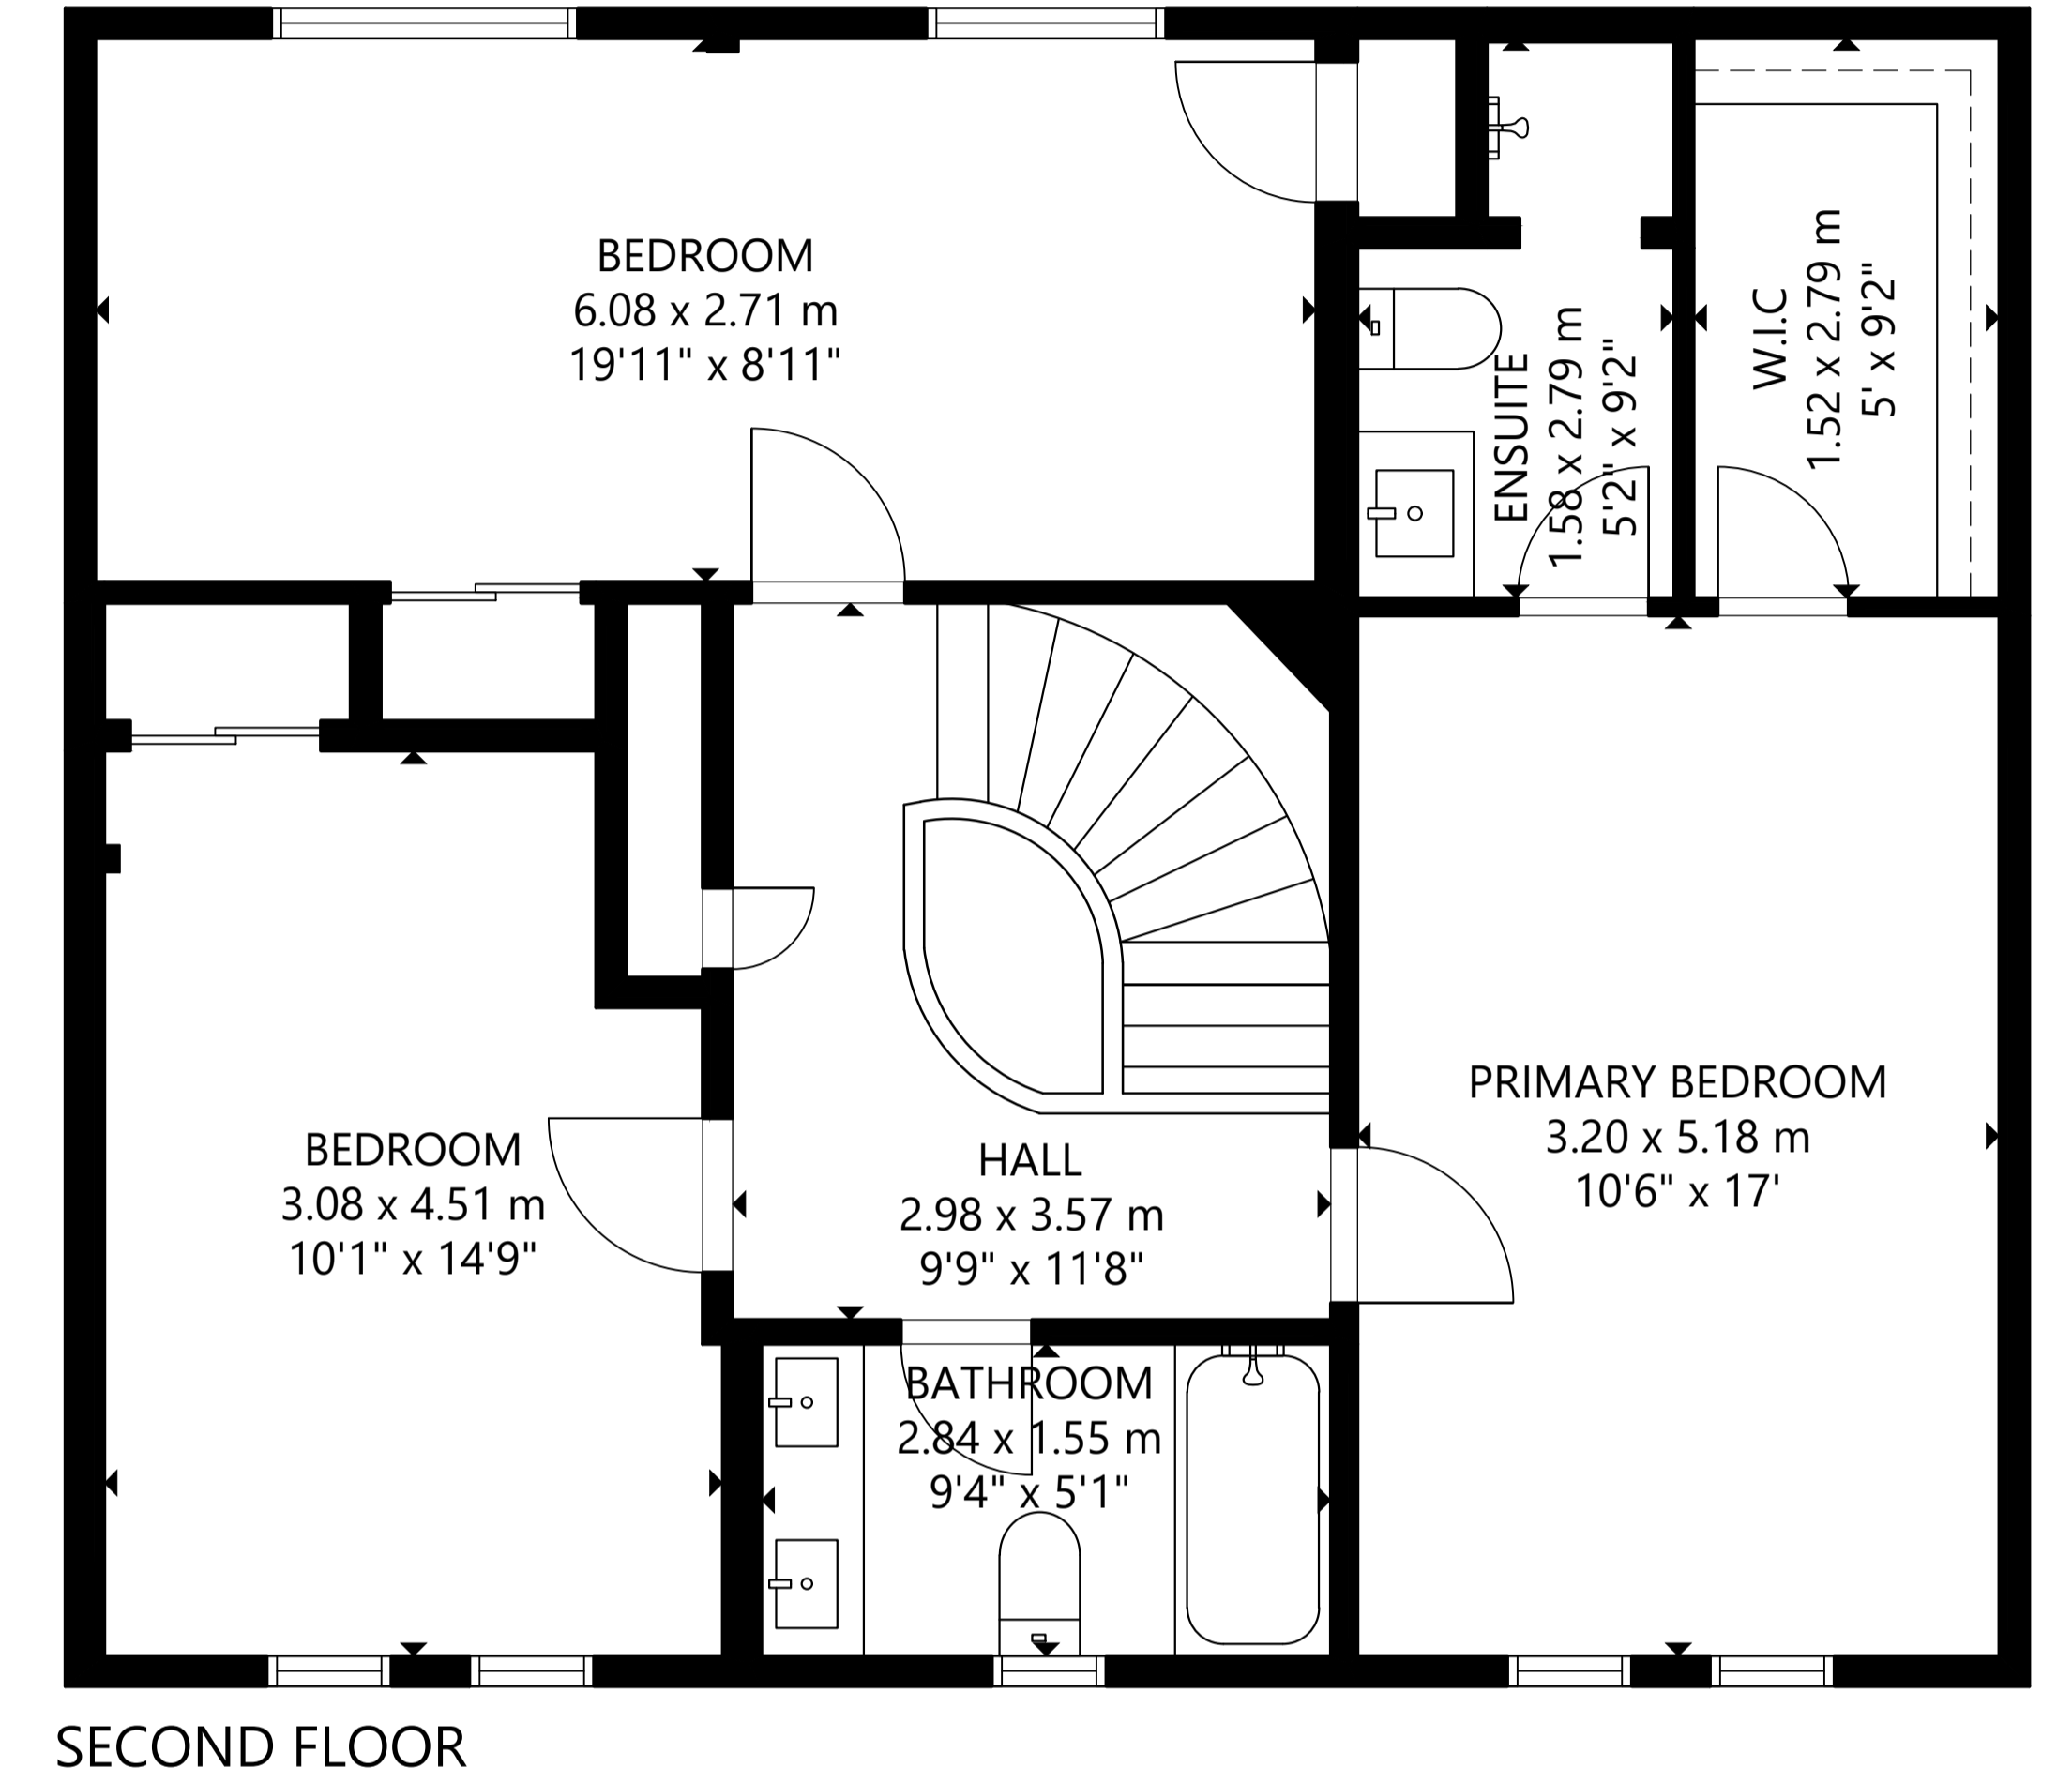 BEDROOM
6.08 x 2.71 m
19'11" x 8'11"
ENSUITE
1.58 x 2.79 m
5'2" x 9'2"
W.I.C
1.52 x 2.79 m
5' x 9'2"
PRIMARY BEDROOM
3.20 x 5.18 m
10'6" x 17'
BEDROOM
3.08 x 4.51 m
10'1" x 14'9"
HALL
2.98 x 3.57 m
9'9" x 11'8"
BATHROOM
2.84 x 1.55 m
9'4" x 5'1"
SECOND FLOOR